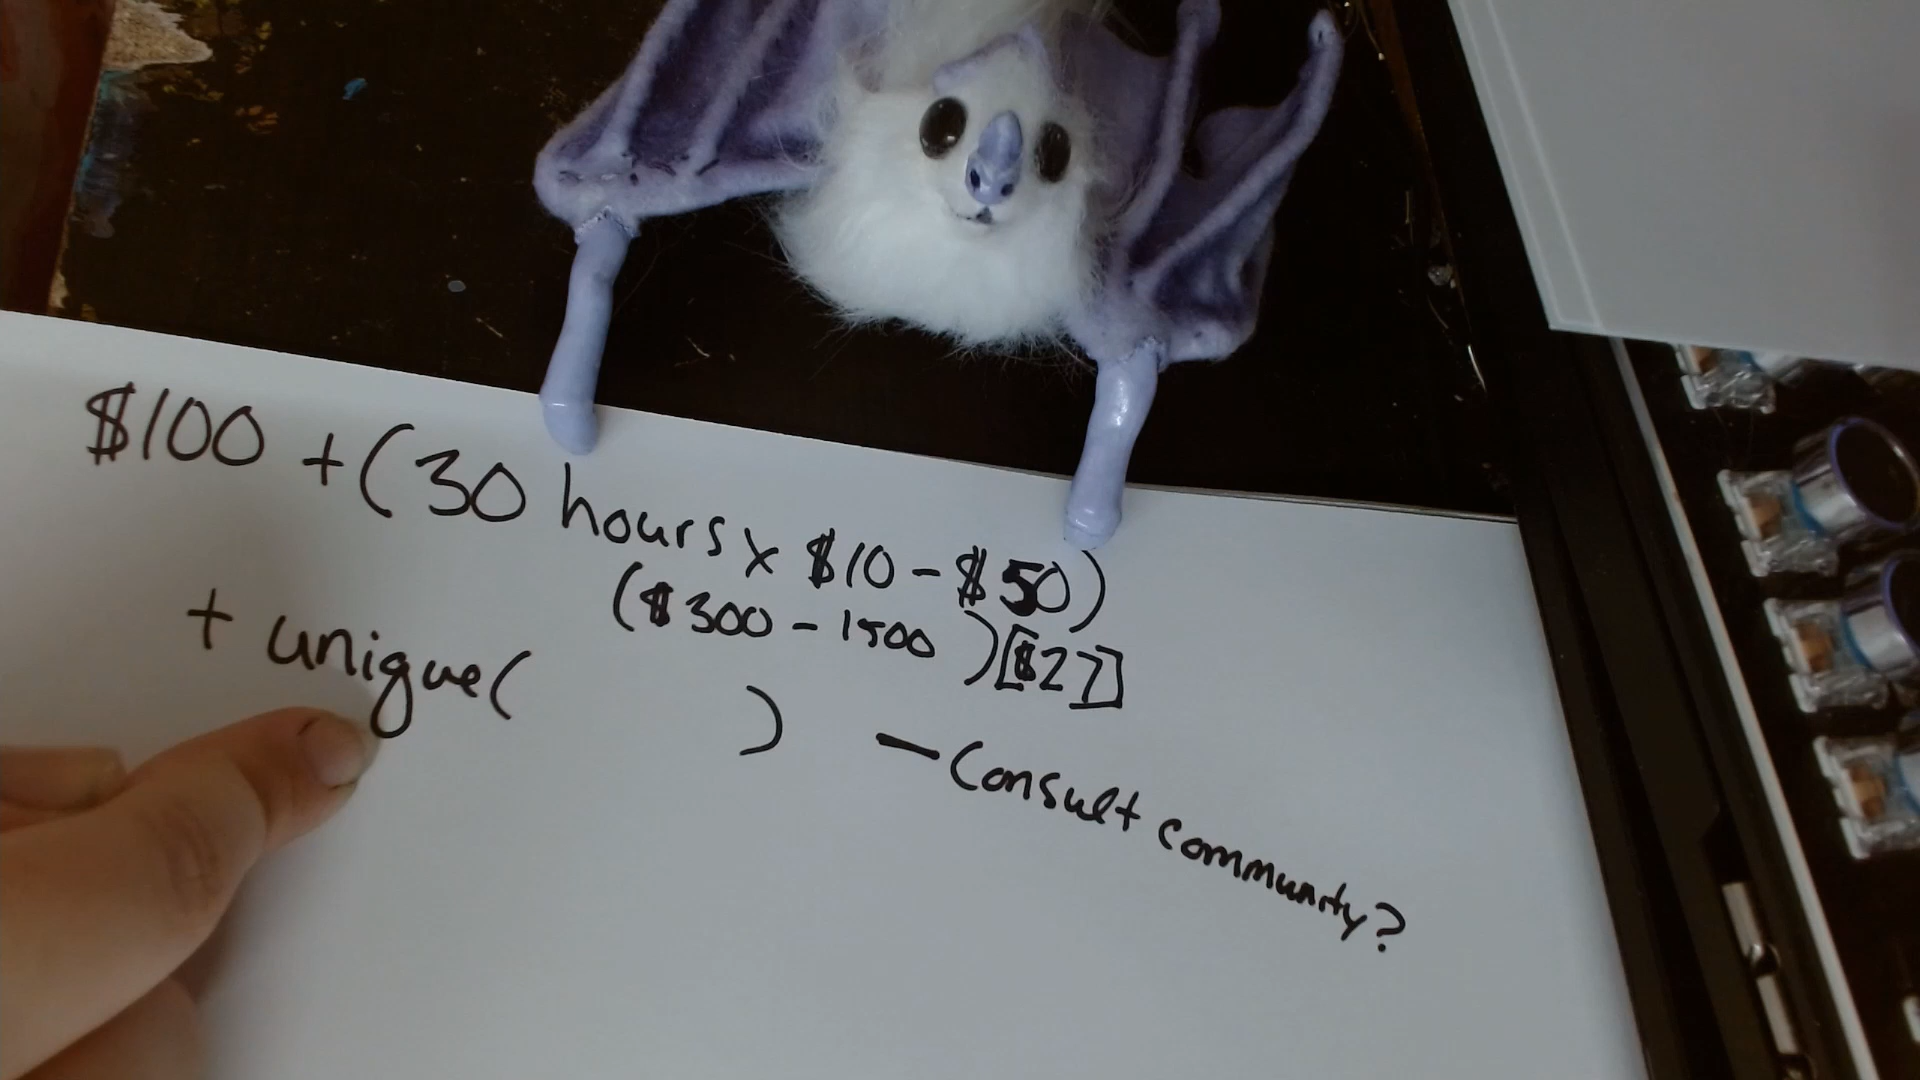 $100 + (30 hours x $10 - $50)
($300 - 1500)[$27]
+ unique( )
- Consult community?